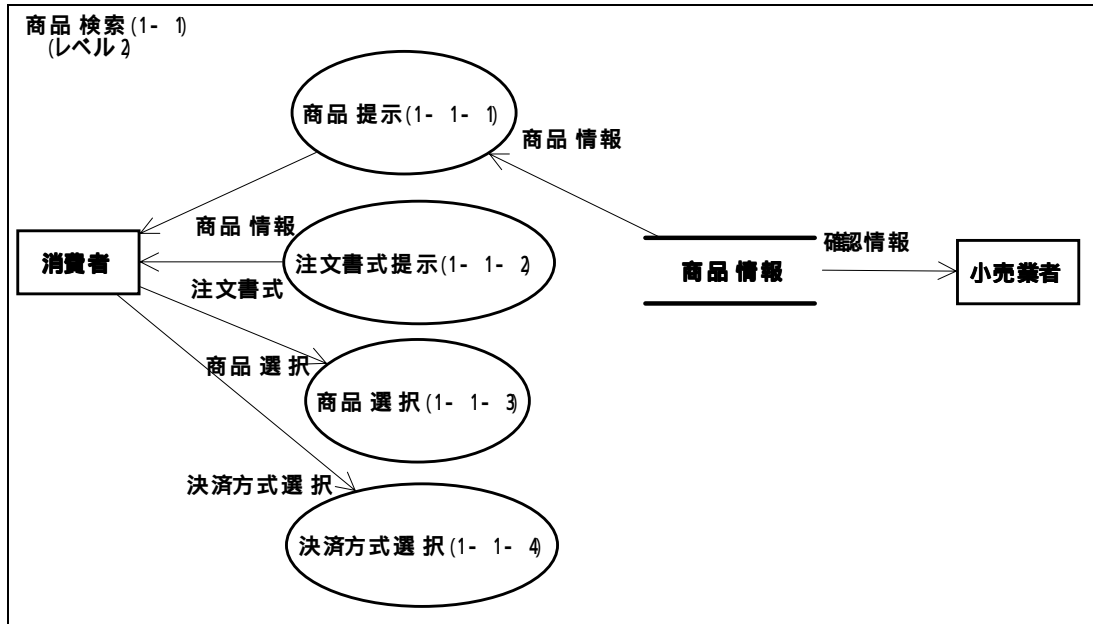 商品検索(1- 1)
(レベル2)
商品提示(1- 1- 1)
商品情報
商品情報
消費者
注文書式提示(1- 1- 2)
注文書式
商品情報
確認情報
小売業者
商品選択
商品選択(1- 1- 3)
決済方式選択
決済方式選択(1- 1- 4)